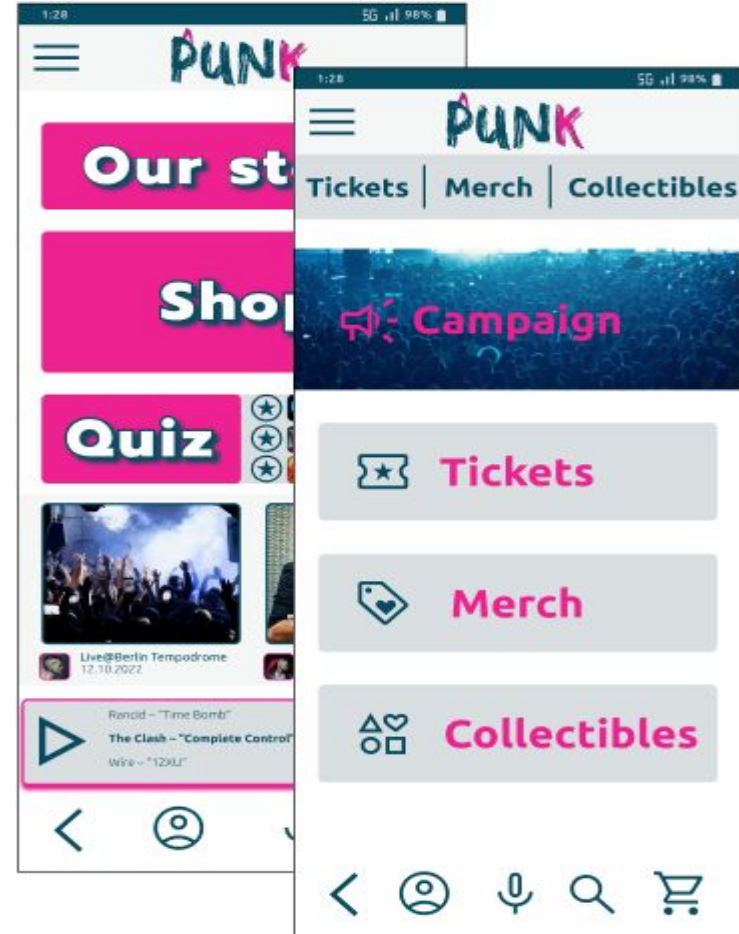 1:28 5G 98%
PUNK
Our st
Shop
Quiz
Live@Berlin Tempodrome
12.10.2022
Rancid – "Time Bomb"
The Clash – "Complete Control"
Wire – "12XU"
1:28 5G 98%
PUNK
Tickets | Merch | Collectibles
Campaign
Tickets
Merch
Collectibles